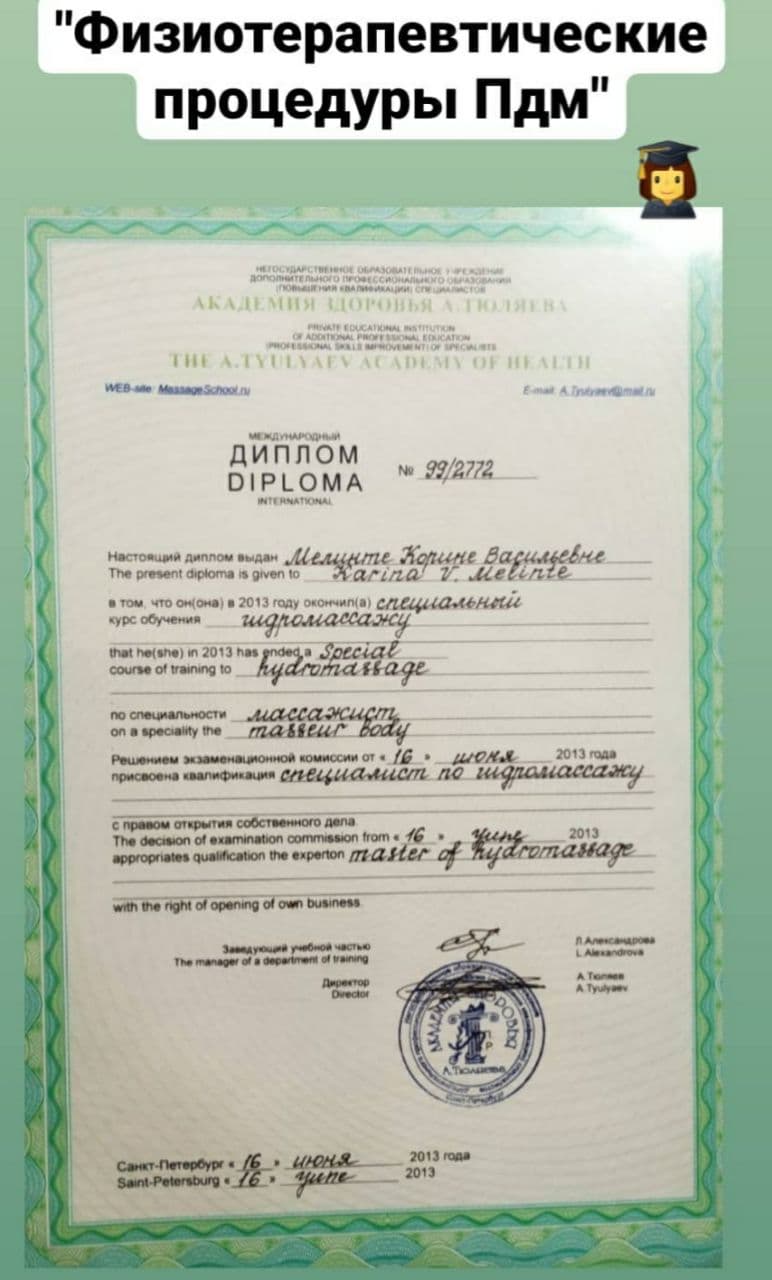 "Физиотерапевтические
процедуры Пдм"
НЕГОСУДАРСТВЕННОЕ ОБРАЗОВАТЕЛЬНОЕ УЧРЕЖДЕНИЕ
ДОПОЛНИТЕЛЬНОГО ПРОФЕССИОНАЛЬНОГО ОБРАЗОВАНИЯ
(ПОВЫШЕНИЯ КВАЛИФИКАЦИИ) СПЕЦИАЛИСТОВ
АКАДЕМИЯ ЗДОРОВЬЯ А.ТЮЛЯЕВА
PRIVATE EDUCATIONAL INSTITUTION
OF ADDITIONAL PROFESSIONAL EDUCATION
(PROFESSIONAL SKILLS IMPROVEMENT) OF SPECIALISTS
THE A.TYULYAEV ACADEMY OF HEALTH
WEB-site: MassageSchool.ru E-mail: A.Tyulyaev@mail.ru
МЕЖДУНАРОДНЫЙ
ДИПЛОМ
DIPLOMA
INTERNATIONAL
№ 99/2772
Настоящий диплом выдан Мелинте Корине Васильевне
The present diploma is given to Karina V. Melinte
в том, что он(она) в 2013 году окончил(а) специальный
курс обучения гидромассажу
that he(she) in 2013 has ended a Special
course of training to hydromassage
по специальности массажист
on a speciality the masseur body
Решением экзаменационной комиссии от « 16 » июня 2013 года
присвоена квалификация специалист по гидромассажу
с правом открытия собственного дела.
The decision of examination commission from « 16 » Yune 2013
appropriates qualification the experton master of hydromassage
with the right of opening of own business.
Заведующий учебной частью Л.Александрова
The manager of a department of training L.Alexandrova
Директор А.Тюляев
Director A.Tyulyaev
АКАДЕМИЯ ЗДОРОВЬЯ
А.Тюляева
Санкт-Петербург
Санкт-Петербург « 16 » июня 2013 года
Saint-Petersburg « 16 » Yune 2013